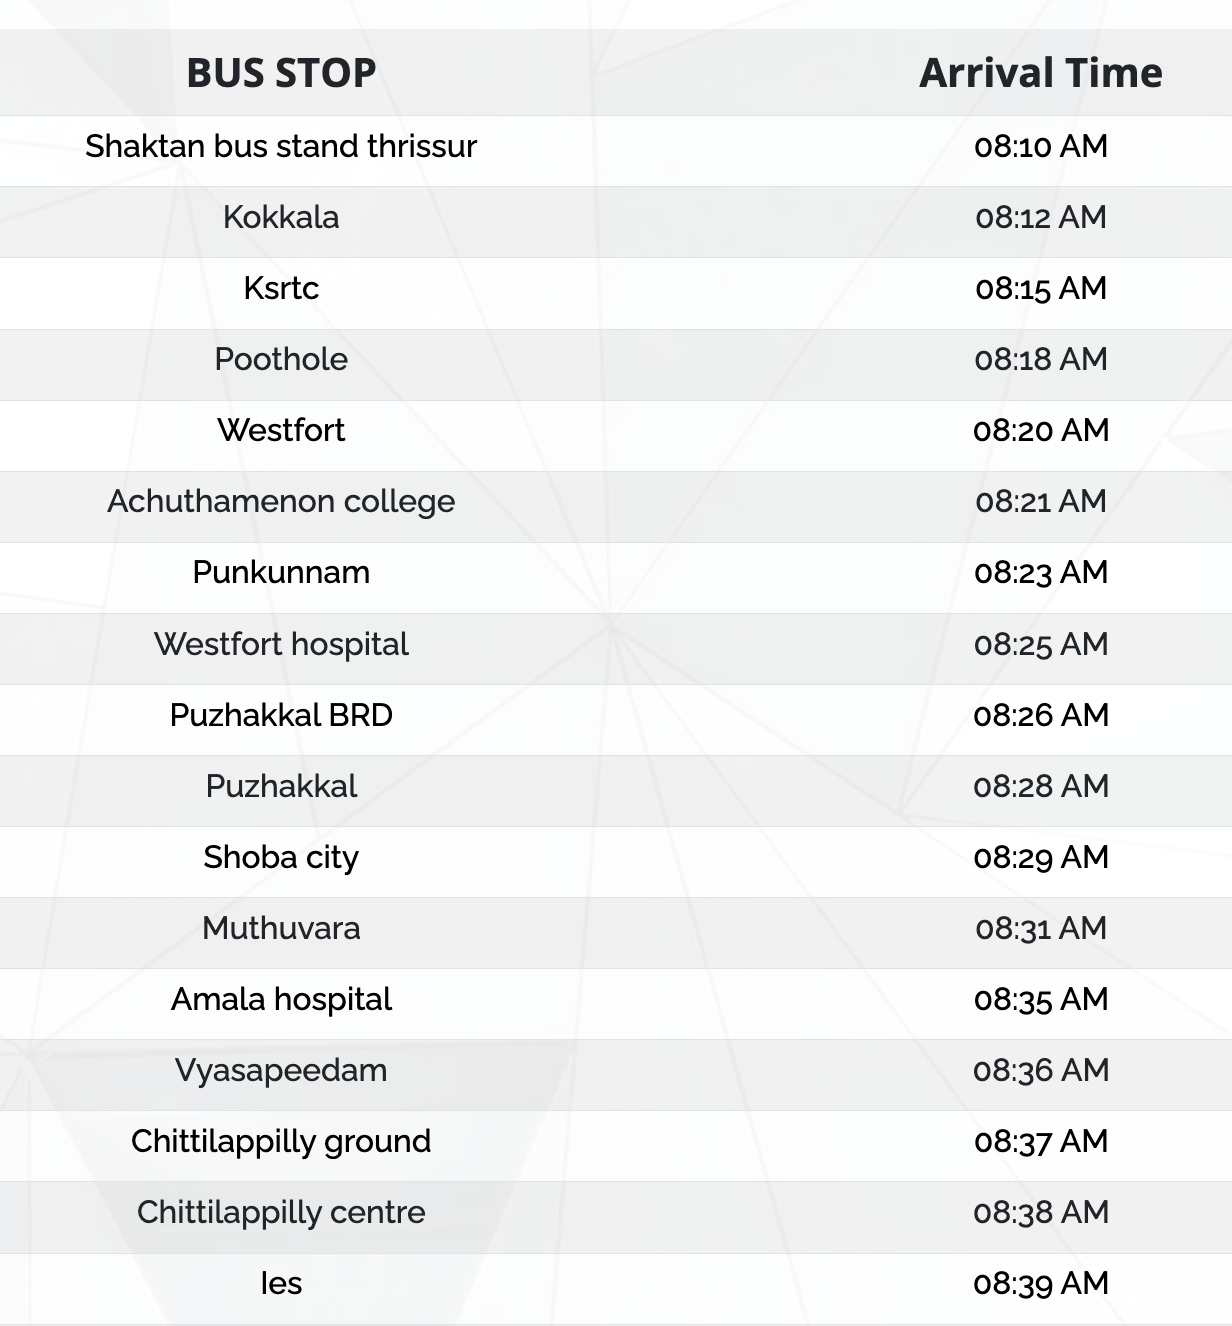 BUS STOP Arrival Time
Shaktan bus stand thrissur 08:10 AM
Kokkala 08:12 AM
Ksrtc 08:15 AM
Poothole 08:18 AM
Westfort 08:20 AM
Achuthamenon college 08:21 AM
Punkunnam 08:23 AM
Westfort hospital 08:25 AM
Puzhakkal BRD 08:26 AM
Puzhakkal 08:28 AM
Shoba city 08:29 AM
Muthuvara 08:31 AM
Amala hospital 08:35 AM
Vyasapeedam 08:36 AM
Chittilappilly ground 08:37 AM
Chittilappilly centre 08:38 AM
Ies 08:39 AM